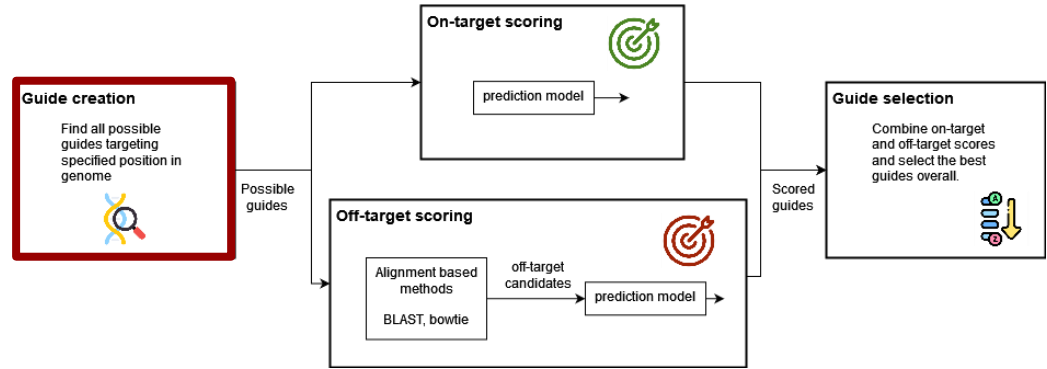 Guide creation
Find all possible
guides targeting
specified position in
genome
Possible
guides
On-target scoring
prediction model
Off-target scoring
Alignment based
methods
BLAST, bowtie
off-target
candidates
prediction model
Scored
guides
Guide selection
Combine on-target
and off-target scores
and select the best
guides overall.
A
Z